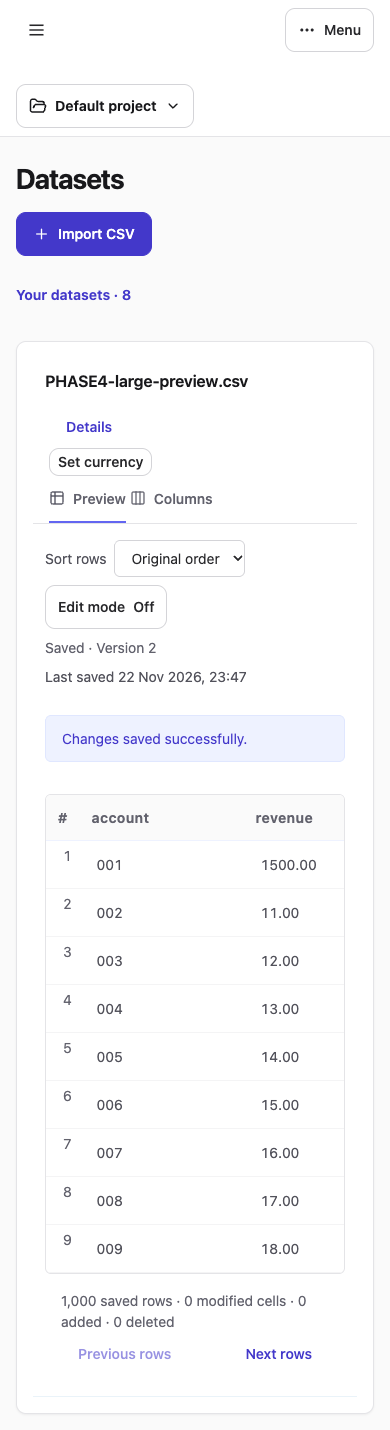 Menu
Default project
Datasets
Import CSV
Your datasets · 8
PHASE4-large-preview.csv
Details
Set currency
Preview Columns
Sort rows Original order
Edit mode Off
Saved · Version 2
Last saved 22 Nov 2026, 23:47
Changes saved successfully.
# account revenue
1 001 1500.00
2 002 11.00
3 003 12.00
4 004 13.00
5 005 14.00
6 006 15.00
7 007 16.00
8 008 17.00
9 009 18.00
1,000 saved rows · 0 modified cells · 0
added · 0 deleted
Previous rows Next rows